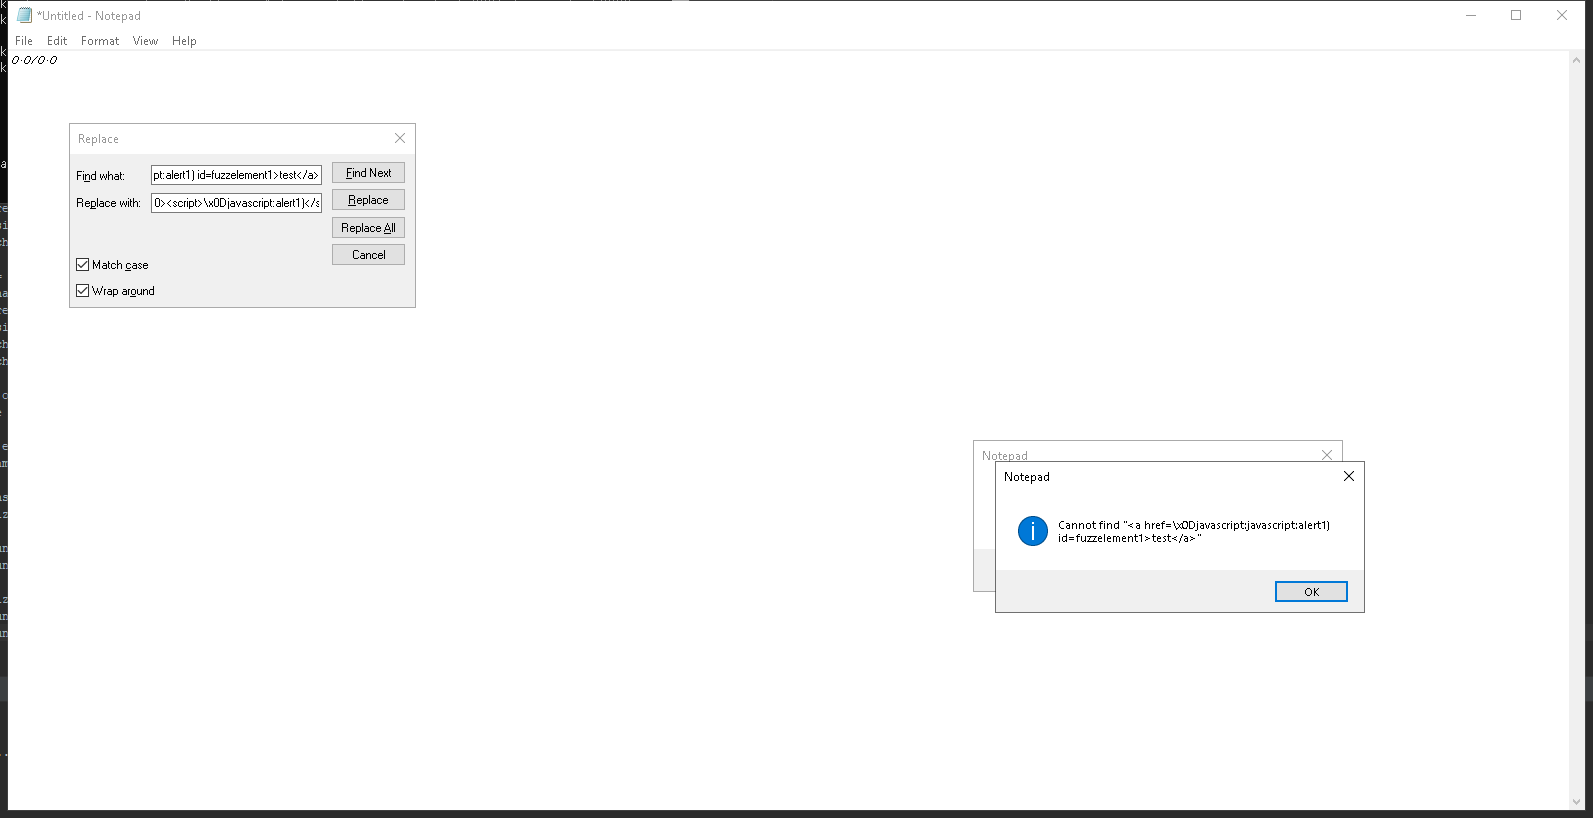 *Untitled - Notepad
File Edit Format View Help
0·0/0·0
Replace
Find what: pt:alert1) id=fuzzelement1>test</a> Find Next
Replace with: 0><script>\x0Djavascript:alert1)</s Replace
Replace All
Cancel
Match case
Wrap around
Notepad
Notepad
Cannot find "<a href=\x0Djavascript:javascript:alert1)
id=fuzzelement1>test</a>"
OK